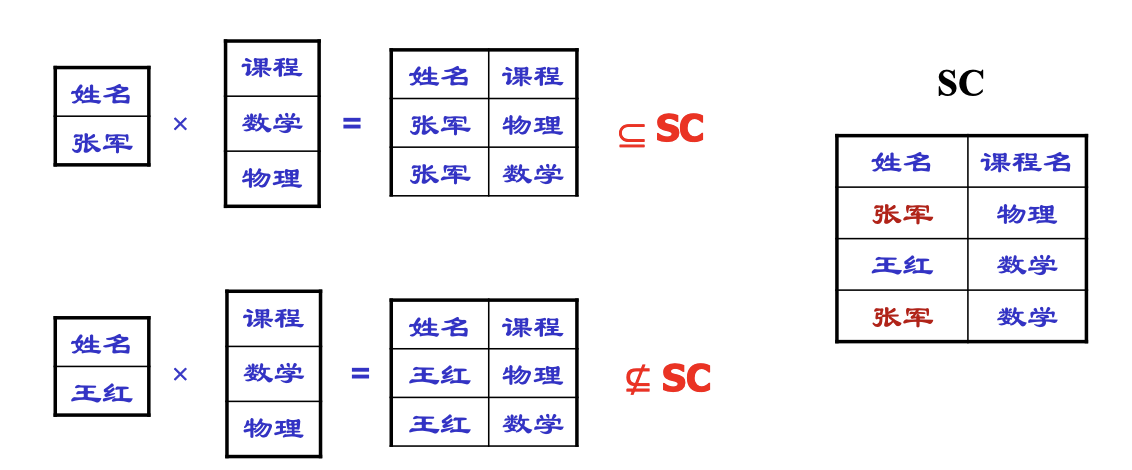 姓名
张军
×
课程
数学
物理
=
姓名 课程
张军 物理
张军 数学
⊆ SC
SC
姓名 课程名
张军 物理
王红 数学
张军 数学
姓名
王红
×
课程
数学
物理
=
姓名 课程
王红 物理
王红 数学
⊈ SC